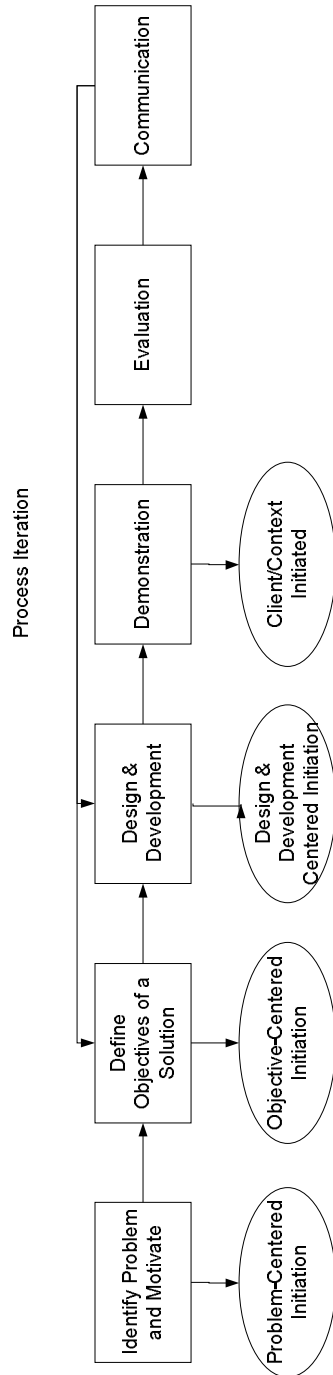 Process Iteration
Identify Problem
and Motivate
Define
Objectives of a
Solution
Design &
Development
Demonstration
Evaluation
Communication
Problem-Centered
Initiation
Objective-Centered
Initiation
Design &
Development
Centered Initiation
Client/Context
Initiated